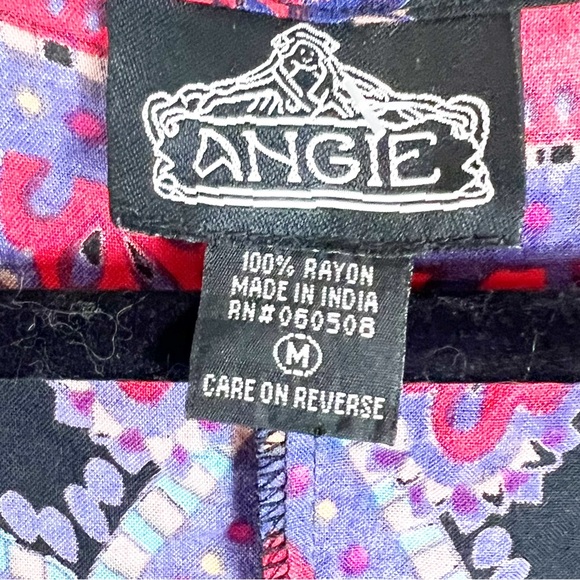 ANGIE
100% RAYON
MADE IN INDIA
RN#060508
M
CARE ON REVERSE